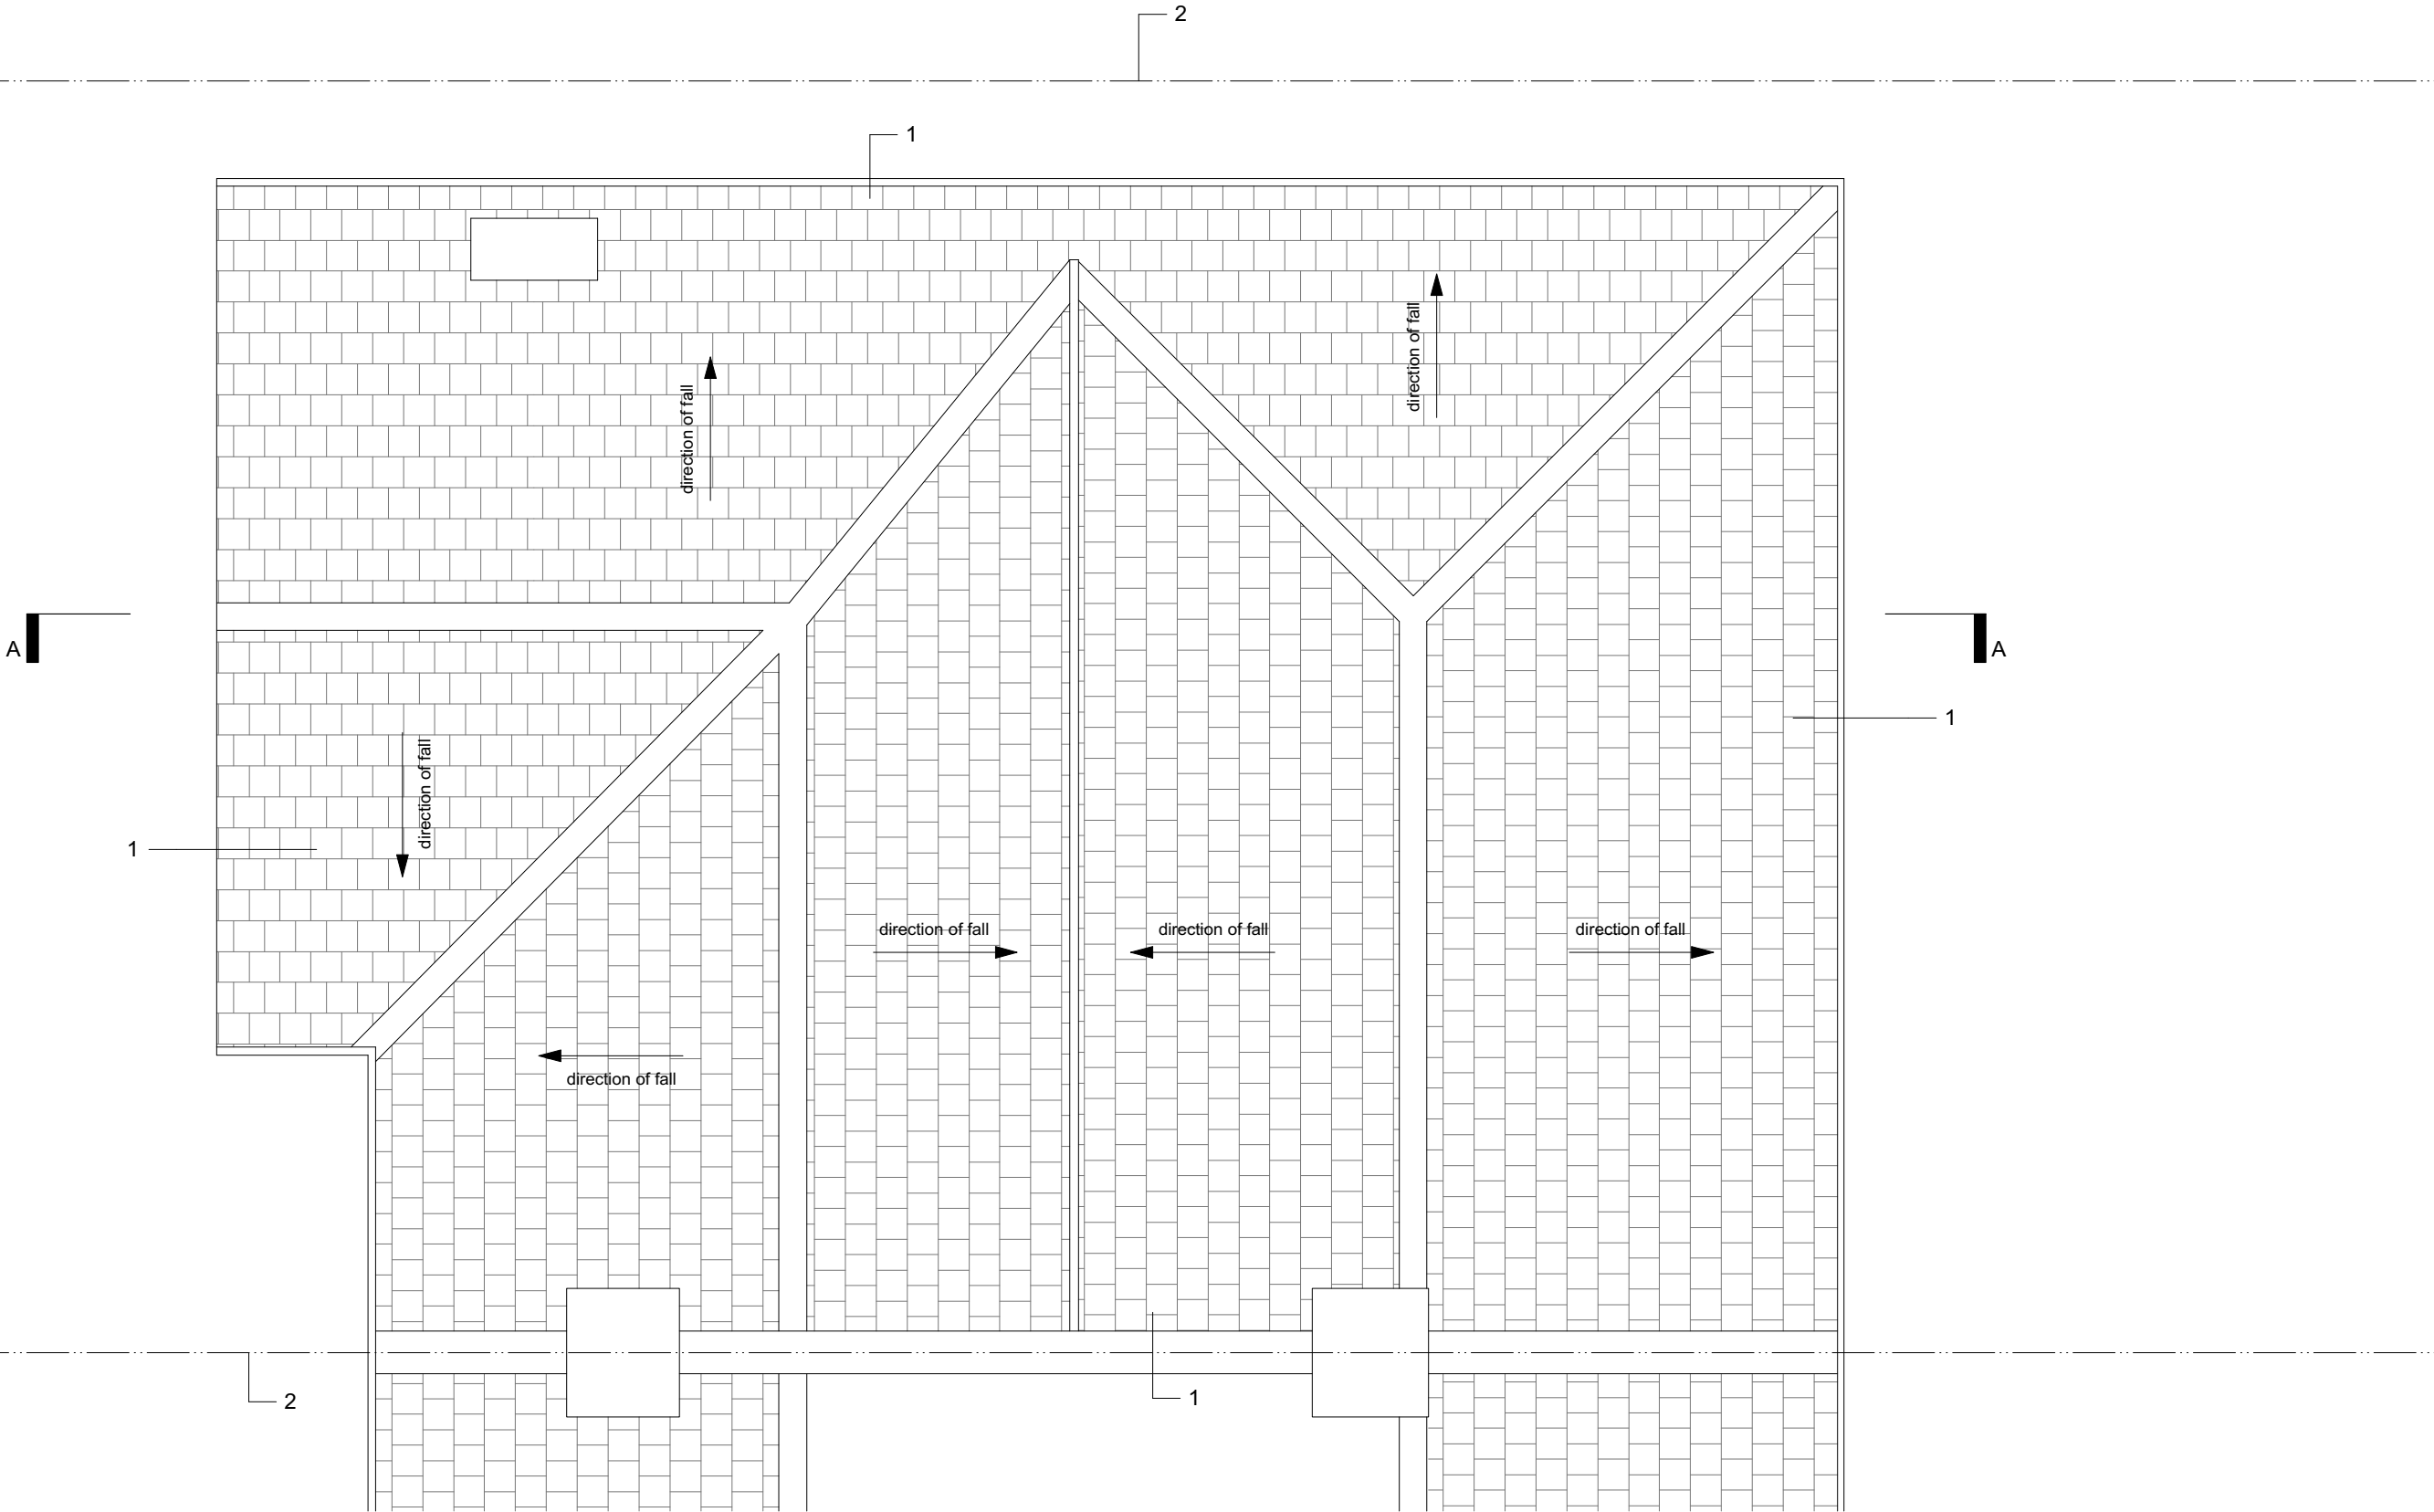 2
1
direction of fall
direction of fall
A
A
1
direction of fall
1
direction of fall
direction of fall
direction of fall
direction of fall
2
1